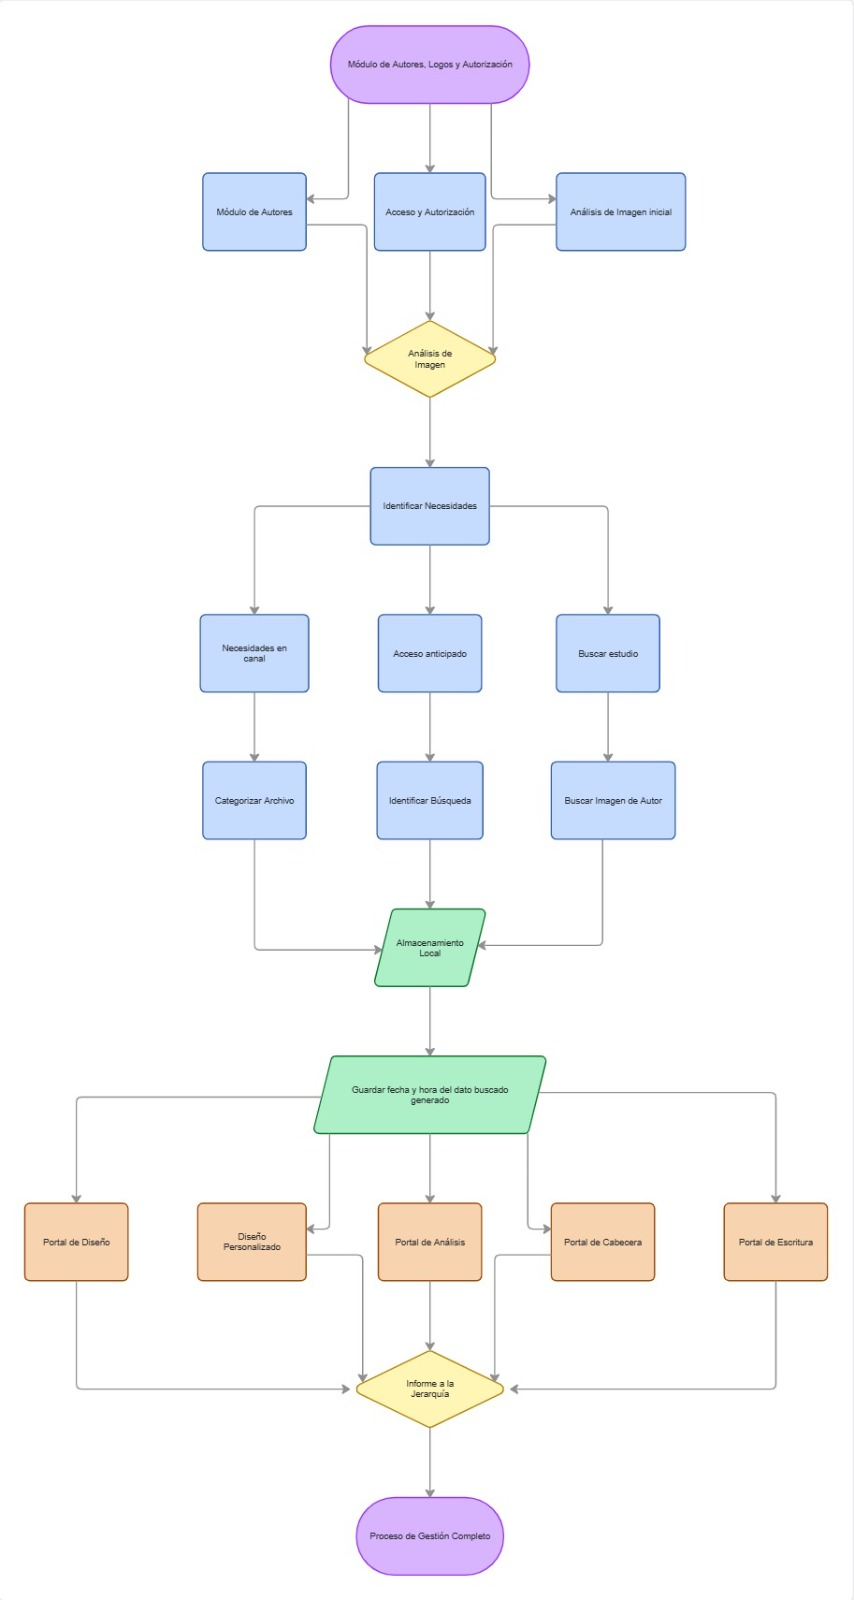 Módulo de Autores, Logos y Autorización
Módulo de Autores
Acceso y Autorización
Análisis de Imagen inicial
Análisis de
Imagen
Identificar Necesidades
Necesidades en
canal
Acceso anticipado
Buscar estudio
Categorizar Archivo
Identificar Búsqueda
Buscar Imagen de Autor
Almacenamiento
Local
Guardar fecha y hora del dato buscado
generado
Portal de Diseño
Diseño
Personalizado
Portal de Análisis
Portal de Cabecera
Portal de Escritura
Informe a la
Jerarquía
Proceso de Gestión Completo